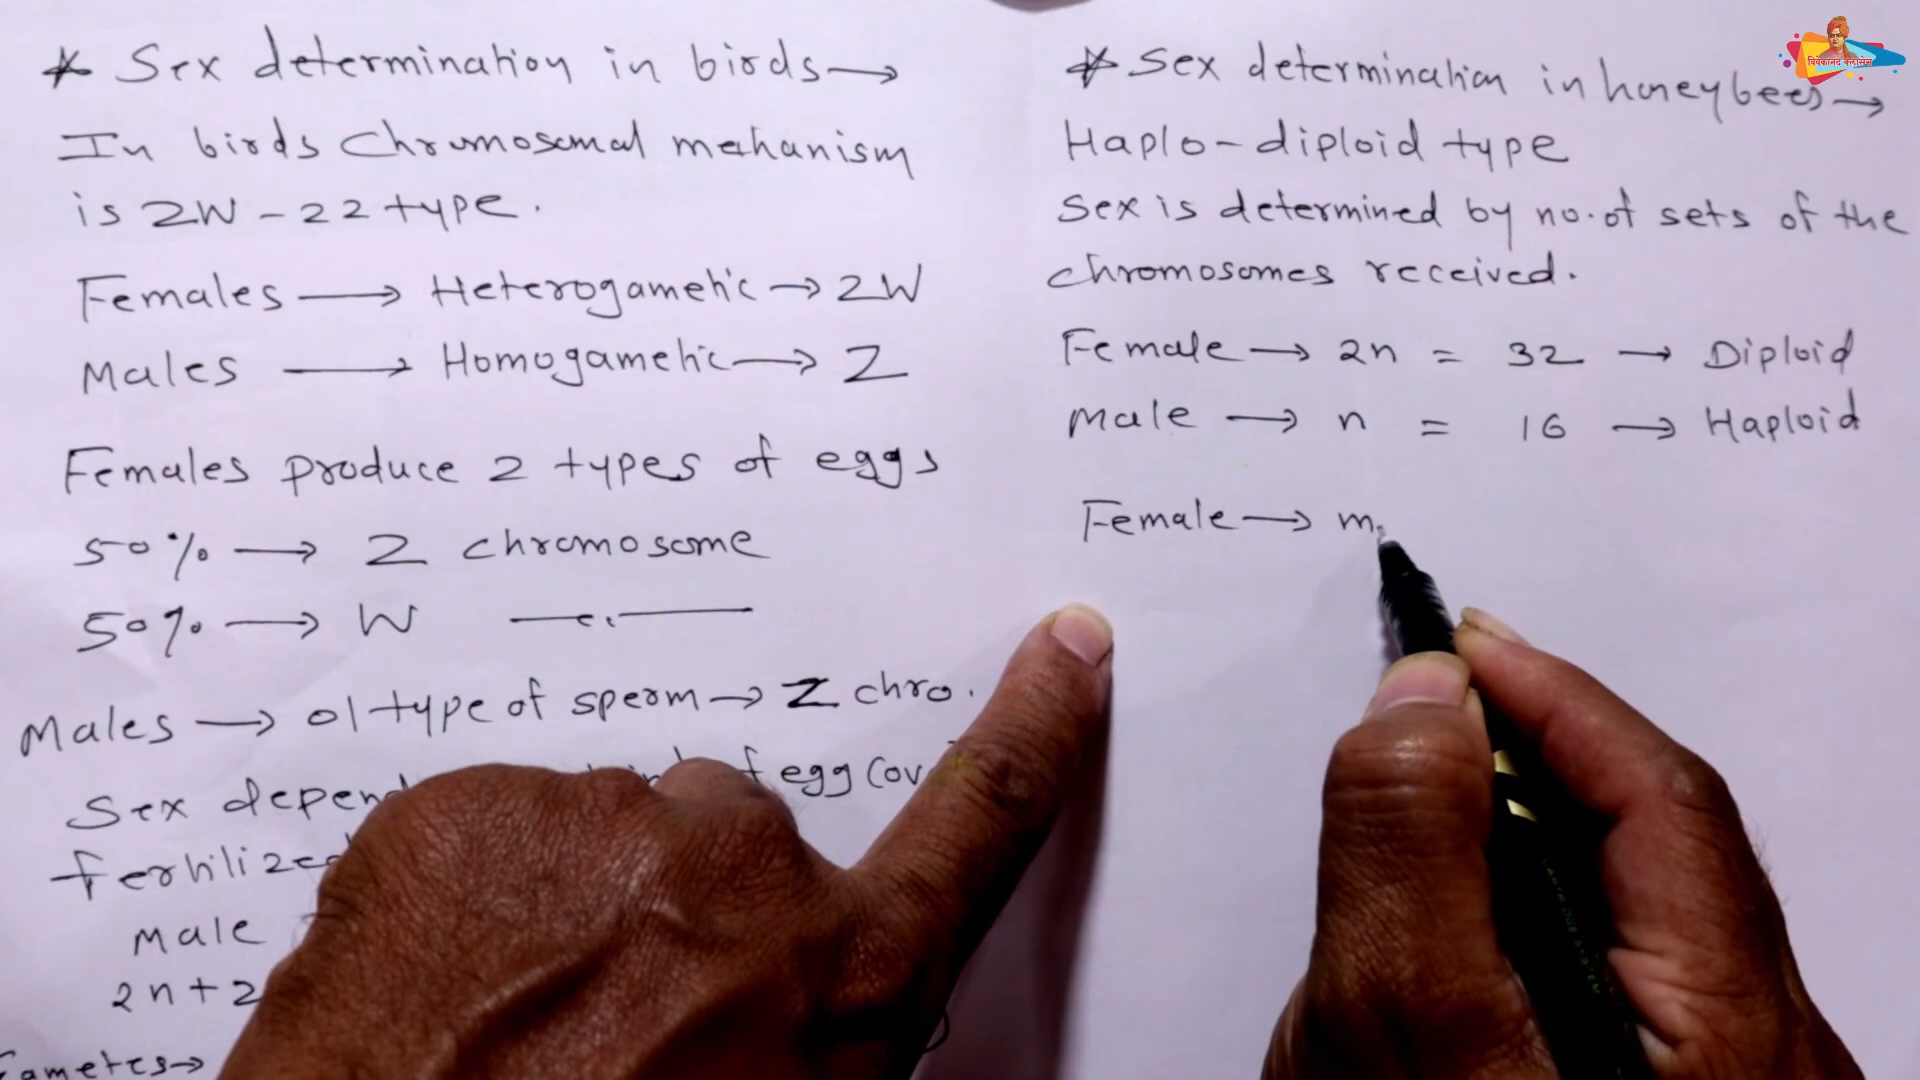 * Sex determination in birds →
In birds Chromosomal mehanism
is ZW - ZZ type.
Females → Heterogametic → ZW
Males → Homogametic → Z
Females produce 2 types of eggs
50% → Z chromosome
50% → W —〃—
Males → 01 type of sperm → Z chro.
Sex depend egg (ov
fertilized
Male
2n+2
Gametes →
* Sex determination in honeybees →
Haplo-diploid type
Sex is determined by no. of sets of the
chromosomes received.
Female → 2n = 32 → Diploid
Male → n = 16 → Haploid
Female → m
विवेकानंद क्लासेस